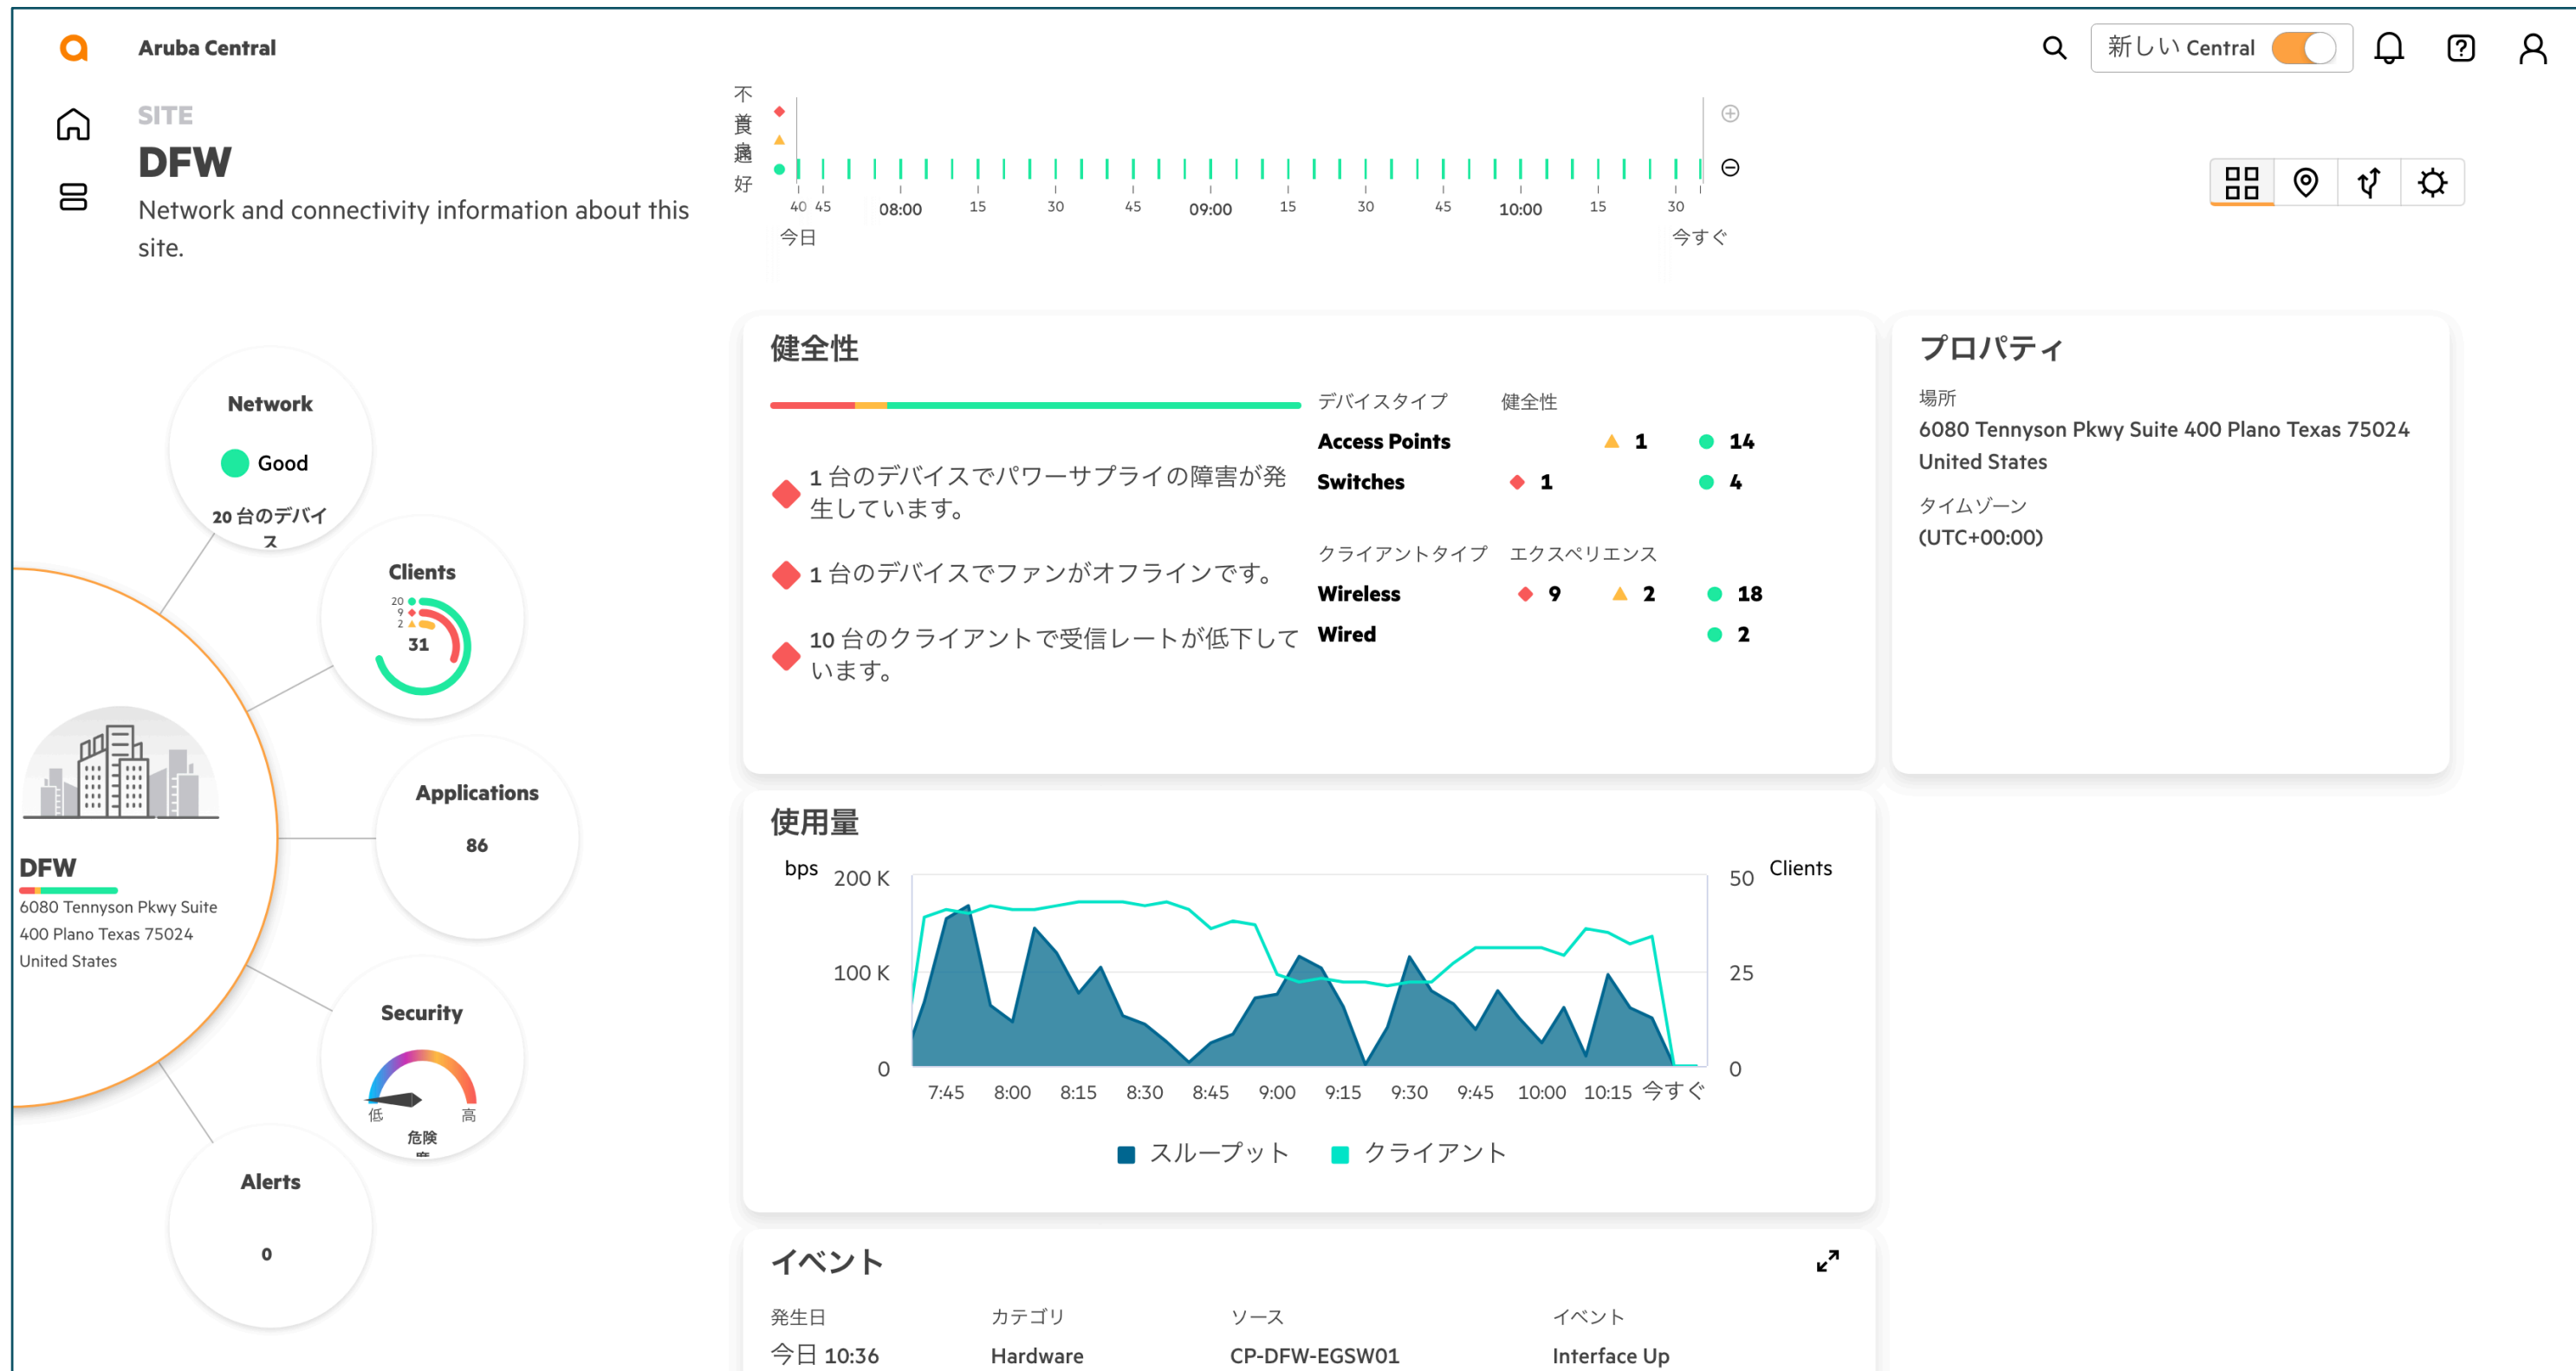 Aruba Central
新しい Central
SITE
DFW
Network and connectivity information about this
site.
不
好
40 45 08:00 15 30 45 09:00 15 30 45 10:00 15 30
今日 今すぐ
Network
Good
20 台のデバイ
ス
Clients
20
9
2
31
Applications
86
Security
低 高
危険
Alerts
0
DFW
6080 Tennyson Pkwy Suite
400 Plano Texas 75024
United States
健全性
1 台のデバイスでパワーサプライの障害が発
生しています。
1 台のデバイスでファンがオフラインです。
10 台のクライアントで受信レートが低下して
います。
デバイスタイプ 健全性
Access Points 1 14
Switches 1 4
クライアントタイプ エクスペリエンス
Wireless 9 2 18
Wired 2
プロパティ
場所
6080 Tennyson Pkwy Suite 400 Plano Texas 75024
United States
タイムゾーン
(UTC+00:00)
使用量
bps Clients
200 K 50
100 K 25
0 0
7:45 8:00 8:15 8:30 8:45 9:00 9:15 9:30 9:45 10:00 10:15 今すぐ
スループット クライアント
イベント
発生日 カテゴリ ソース イベント
今日 10:36 Hardware CP-DFW-EGSW01 Interface Up